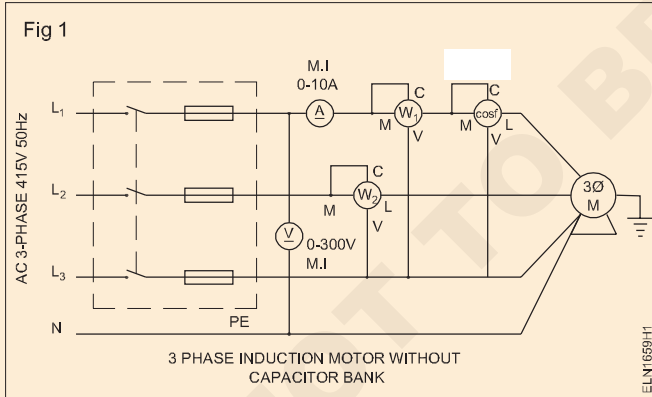 Fig 1
M.I
0-10A
C
C
L₁
A
M
W₁
M
cosf
L
V
V
AC 3-PHASE 415V 50Hz
C
L₂
M
W₂
L
V
3Ø
M
V
0-300V
M.I
L₃
N
PE
3 PHASE INDUCTION MOTOR WITHOUT
CAPACITOR BANK
ELN1659H1